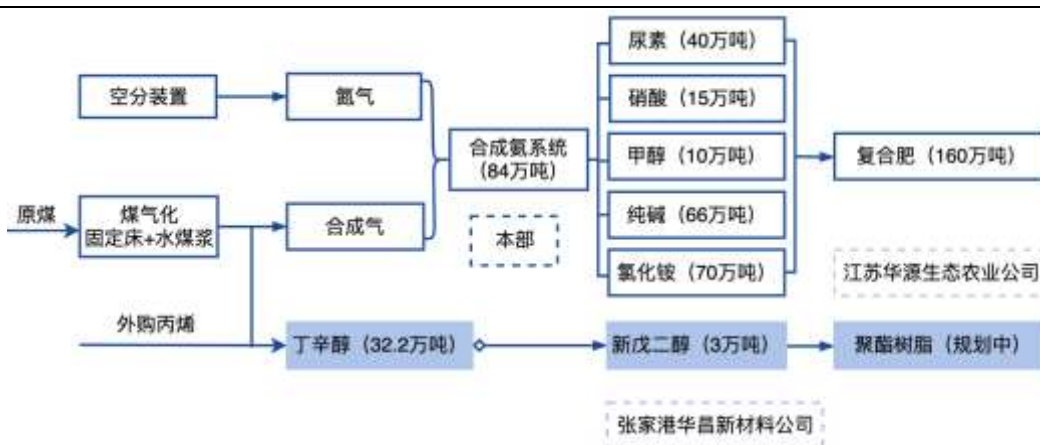 尿素（40万吨）
空分装置
氮气
硝酸（15万吨）
合成氨系统
(84万吨)
甲醇（10万吨）
复合肥（160万吨）
原煤
煤气化
固定床+水煤浆
合成气
本部
纯碱（66万吨）
氯化铵（70万吨）
江苏华源生态农业公司
外购丙烯
丁辛醇（32.2万吨）
新戊二醇（3万吨）
聚酯树脂（规划中）
张家港华昌新材料公司